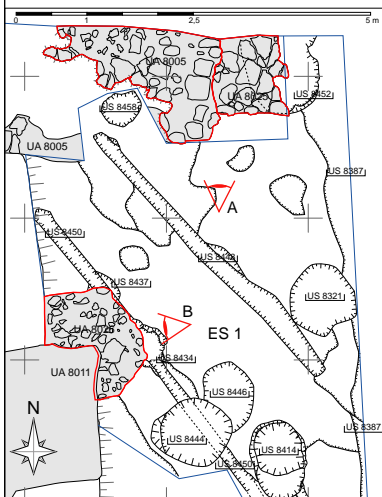 0 1 2,5 5 m
UA 8005
UA 8029
US 8452
US 8458
UA 8005
US 8387
A
US 8450
US 8448
US 8437
US 8321
UA 8028
B
ES 1
US 8434
UA 8011
US 8446
N
US 8387
US 8444
US 8414
US 8450